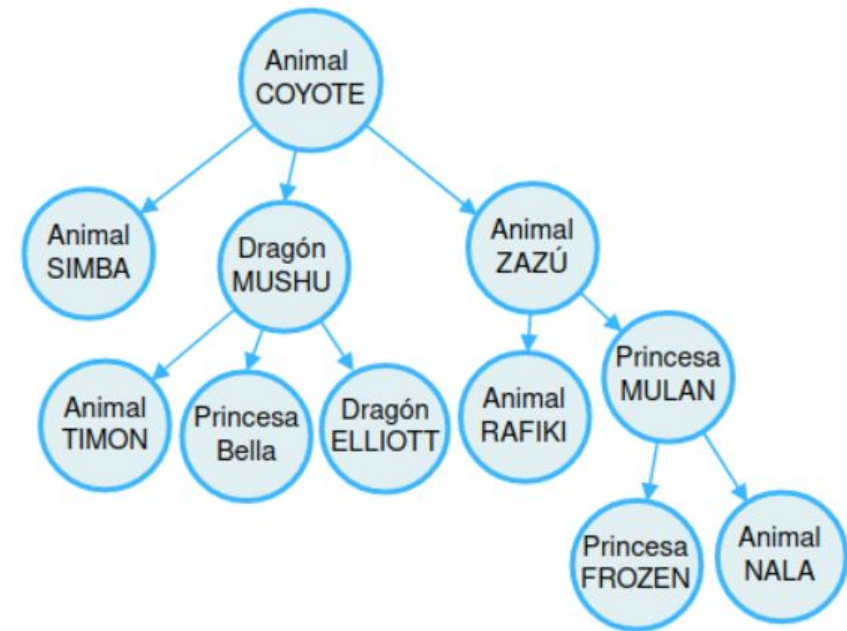 Animal
COYOTE
Animal
SIMBA
Dragón
MUSHU
Animal
ZAZÚ
Animal
TIMON
Princesa
Bella
Dragón
ELLIOTT
Animal
RAFIKI
Princesa
MULAN
Princesa
FROZEN
Animal
NALA